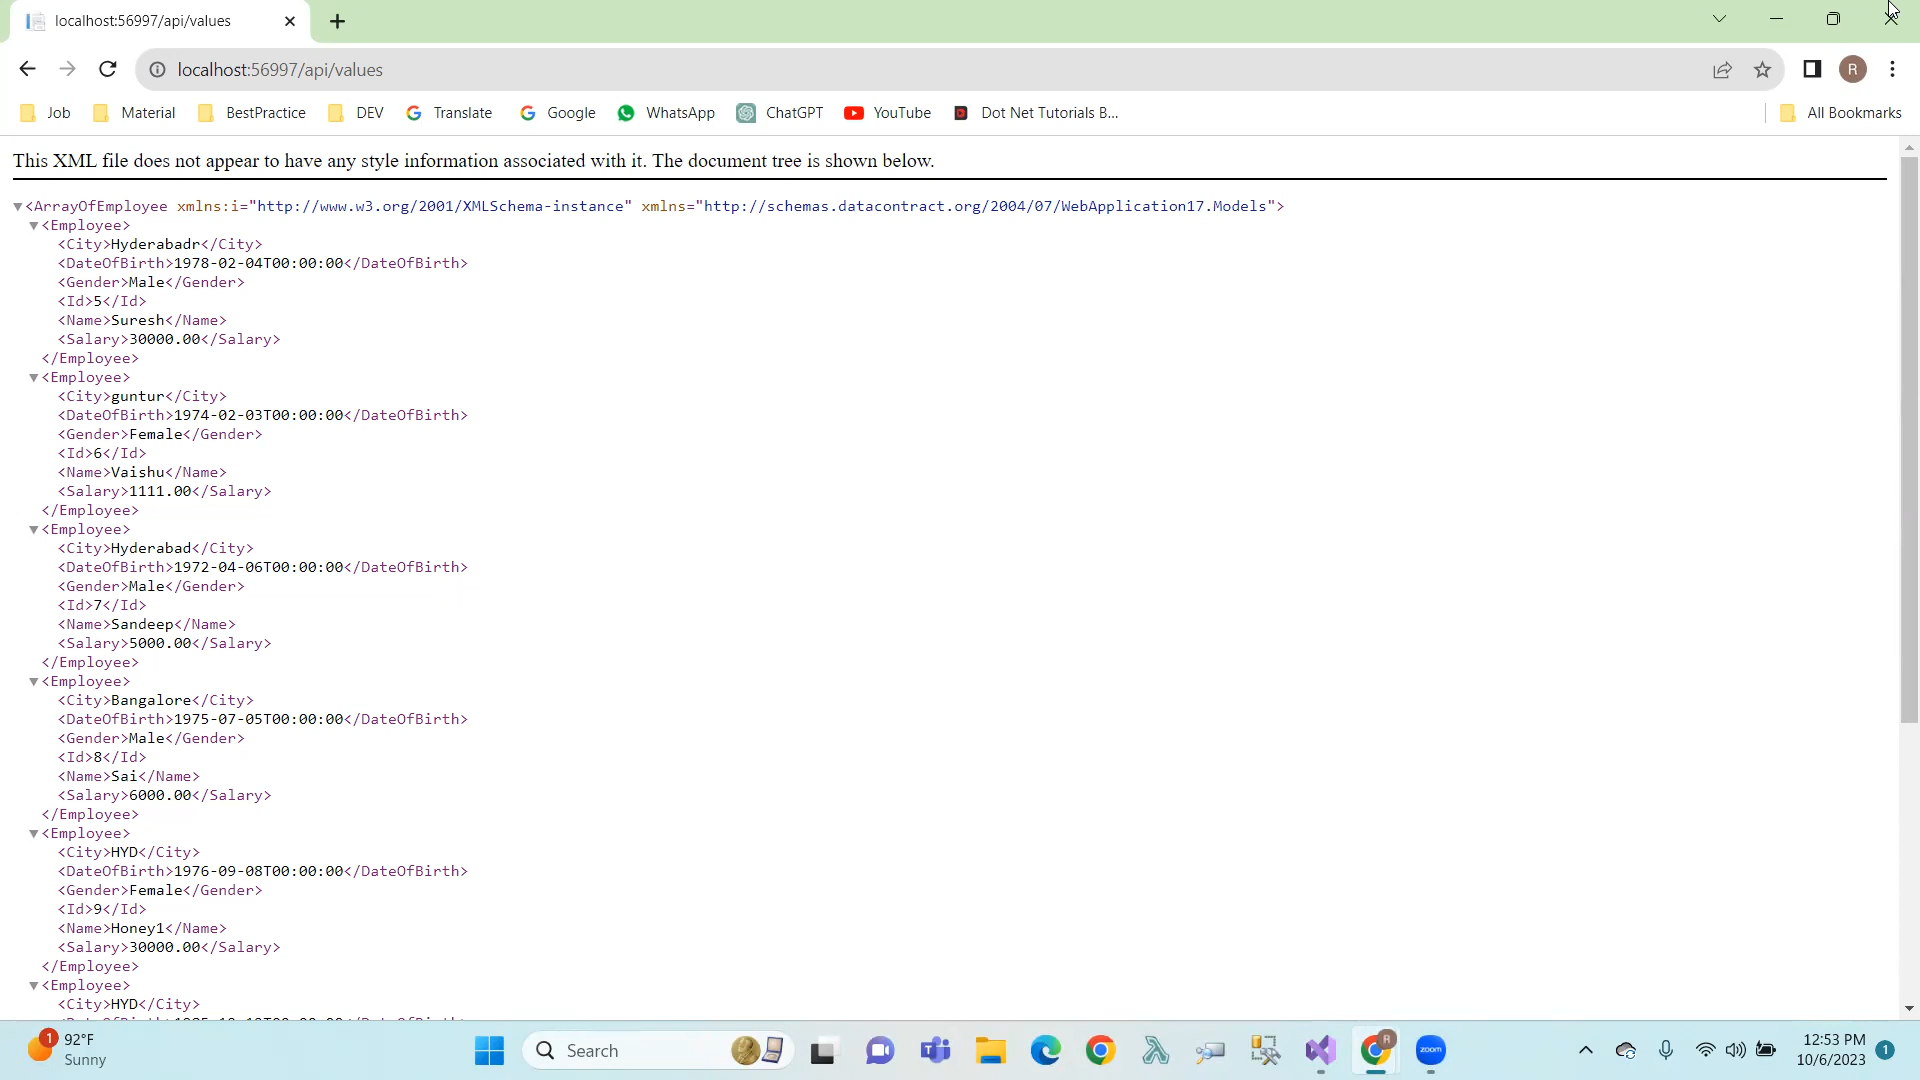 localhost:56997/api/values
localhost:56997/api/values
R
Job Material BestPractice DEV Translate Google WhatsApp ChatGPT YouTube Dot Net Tutorials B... All Bookmarks
This XML file does not appear to have any style information associated with it. The document tree is shown below.
<ArrayOfEmployee xmlns:i="http://www.w3.org/2001/XMLSchema-instance" xmlns="http://schemas.datacontract.org/2004/07/WebApplication17.Models">
<Employee>
<City>Hyderabadr</City>
<DateOfBirth>1978-02-04T00:00:00</DateOfBirth>
<Gender>Male</Gender>
<Id>5</Id>
<Name>Suresh</Name>
<Salary>30000.00</Salary>
</Employee>
<Employee>
<City>guntur</City>
<DateOfBirth>1974-02-03T00:00:00</DateOfBirth>
<Gender>Female</Gender>
<Id>6</Id>
<Name>Vaishu</Name>
<Salary>1111.00</Salary>
</Employee>
<Employee>
<City>Hyderabad</City>
<DateOfBirth>1972-04-06T00:00:00</DateOfBirth>
<Gender>Male</Gender>
<Id>7</Id>
<Name>Sandeep</Name>
<Salary>5000.00</Salary>
</Employee>
<Employee>
<City>Bangalore</City>
<DateOfBirth>1975-07-05T00:00:00</DateOfBirth>
<Gender>Male</Gender>
<Id>8</Id>
<Name>Sai</Name>
<Salary>6000.00</Salary>
</Employee>
<Employee>
<City>HYD</City>
<DateOfBirth>1976-09-08T00:00:00</DateOfBirth>
<Gender>Female</Gender>
<Id>9</Id>
<Name>Honey1</Name>
<Salary>30000.00</Salary>
</Employee>
<Employee>
<City>HYD</City>
1
92°F
Sunny
Search
R
zoom
12:53 PM
10/6/2023
1